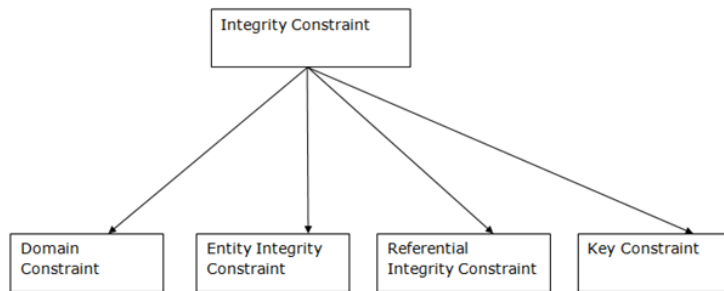 Integrity Constraint
Domain
Constraint
Entity Integrity
Constraint
Referential
Integrity Constraint
Key Constraint